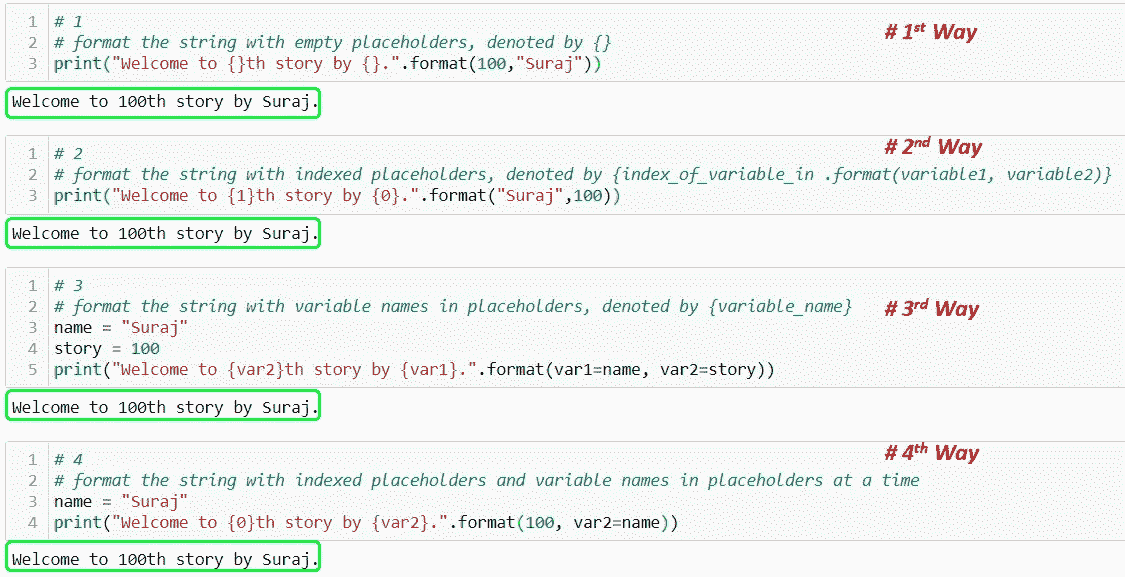 1 # 1 # 1st Way
2 # format the string with empty placeholders, denoted by {}
3 print("Welcome to {}th story by {}.".format(100,"Suraj"))
Welcome to 100th story by Suraj.
1 # 2 # 2nd Way
2 # format the string with indexed placeholders, denoted by {index_of_variable_in .format(variable1, variable2)}
3 print("Welcome to {1}th story by {0}.".format("Suraj",100))
Welcome to 100th story by Suraj.
1 # 3
2 # format the string with variable names in placeholders, denoted by {variable_name} # 3rd Way
3 name = "Suraj"
4 story = 100
5 print("Welcome to {var2}th story by {var1}.".format(var1=name, var2=story))
Welcome to 100th story by Suraj.
1 # 4 # 4th Way
2 # format the string with indexed placeholders and variable names in placeholders at a time
3 name = "Suraj"
4 print("Welcome to {0}th story by {var2}.".format(100, var2=name))
Welcome to 100th story by Suraj.